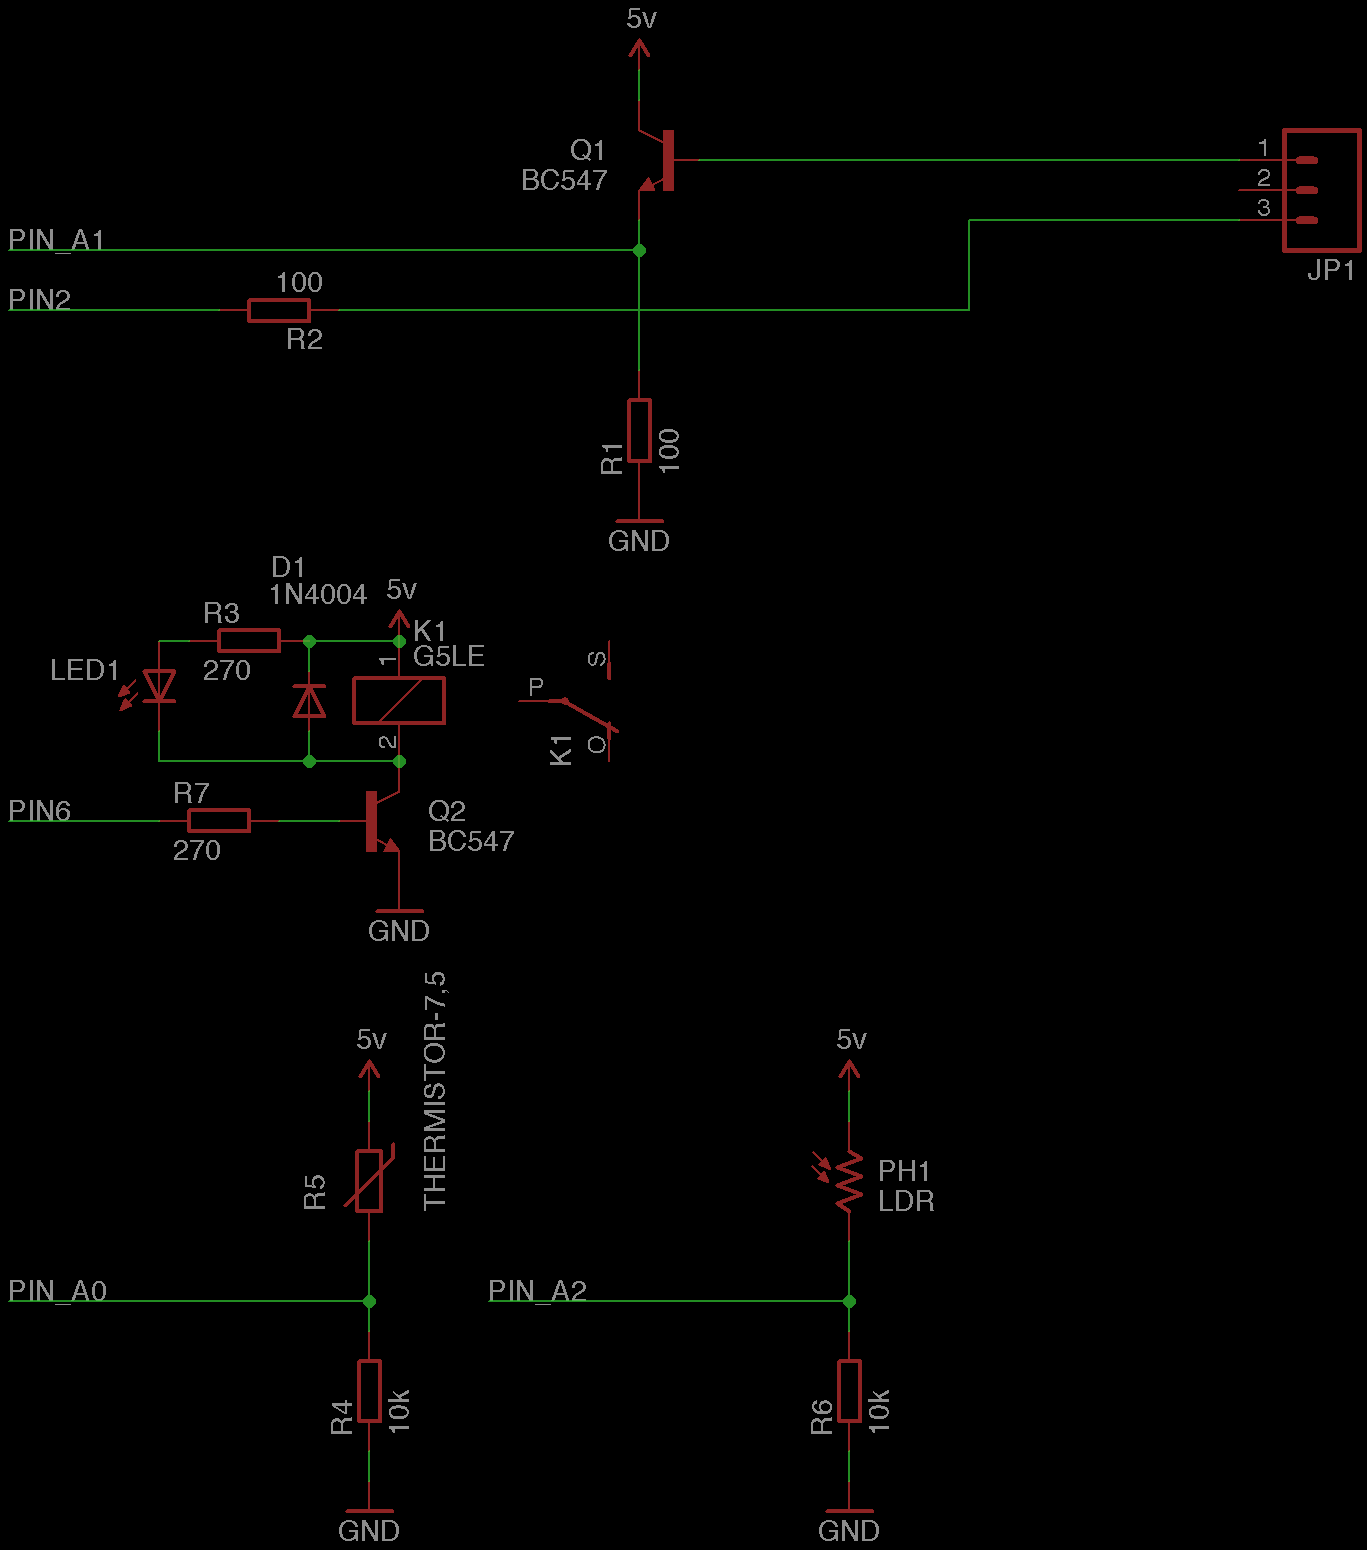 5v
Q1
BC547
1
2
3
JP1
PIN_A1
100
PIN2
R2
R1
100
GND
D1
1N4004
5v
R3
K1
1
G5LE
LED1
270
2
P
S
O
K1
R7
PIN6
270
Q2
BC547
GND
THERMISTOR-7,5
5v
R5
PIN_A0
R4
10k
GND
5v
PH1
LDR
PIN_A2
R6
10k
GND